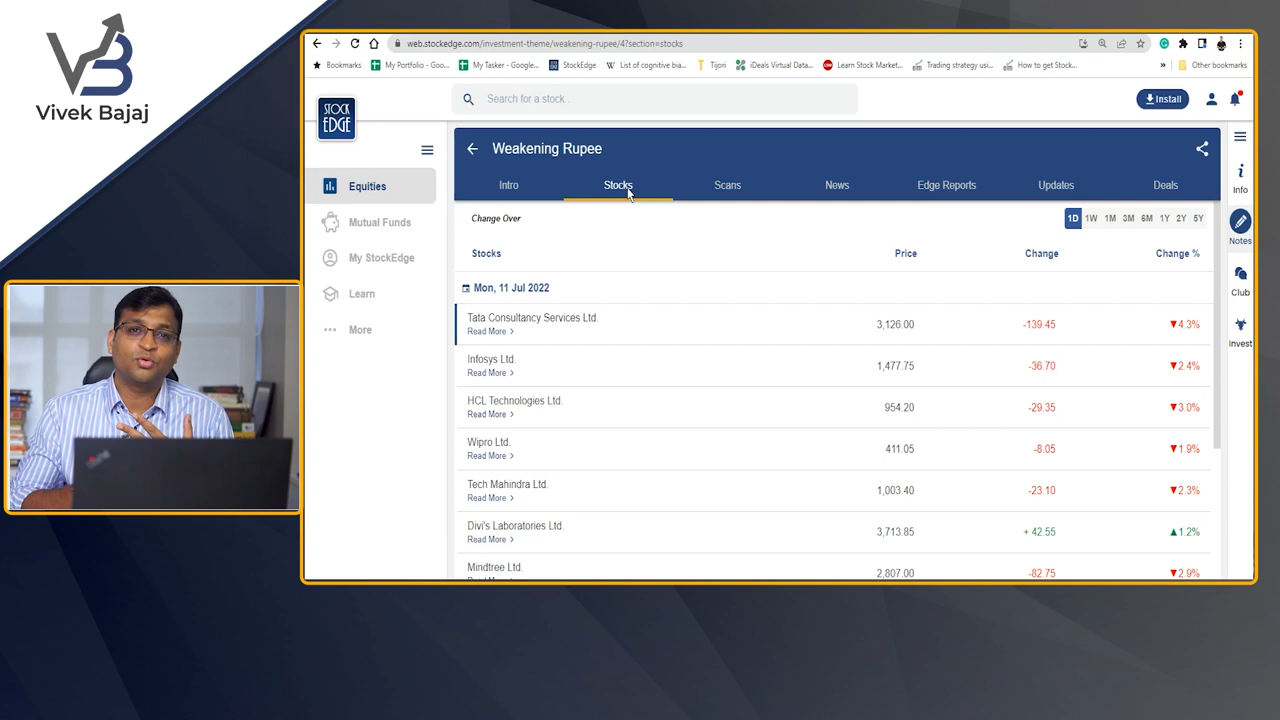 VB
Vivek Bajaj
web.stockedge.com/investment-theme/weakening-rupee/4?section=stocks
Bookmarks My Portfolio - Goo... My Tasker - Google... StockEdge W List of cognitive bia... T Tijori iDeals Virtual Data... Learn Stock Market... Trading strategy usi... How to get Stock... » Other bookmarks
STOCK
EDGE
Search for a stock..
Install
Weakening Rupee
Intro Stocks Scans News Edge Reports Updates Deals
Equities
Mutual Funds
My StockEdge
Learn
More
Change Over 1D 1W 1M 3M 6M 1Y 2Y 5Y
Stocks Price Change Change %
Mon, 11 Jul 2022
Tata Consultancy Services Ltd. 3,126.00 -139.45 ▼4.3%
Read More >
Infosys Ltd. 1,477.75 -36.70 ▼2.4%
Read More >
HCL Technologies Ltd. 954.20 -29.35 ▼3.0%
Read More >
Wipro Ltd. 411.05 -8.05 ▼1.9%
Read More >
Tech Mahindra Ltd. 1,003.40 -23.10 ▼2.3%
Read More >
Divi's Laboratories Ltd. 3,713.85 + 42.55 ▲1.2%
Read More >
Mindtree Ltd. 2,807.00 -82.75 ▼2.9%
Info
Notes
Club
Invest